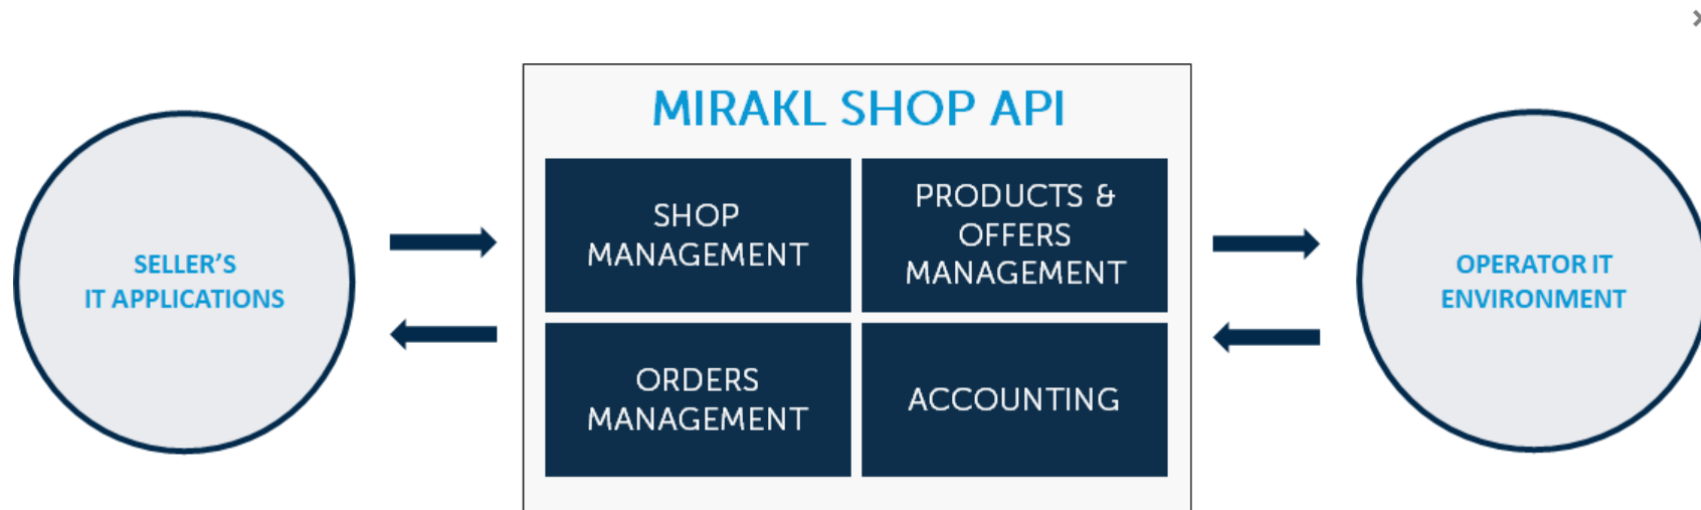 MIRAKL SHOP API
SELLER'S
IT APPLICATIONS
SHOP
MANAGEMENT
PRODUCTS &
OFFERS
MANAGEMENT
ORDERS
MANAGEMENT
ACCOUNTING
OPERATOR IT
ENVIRONMENT